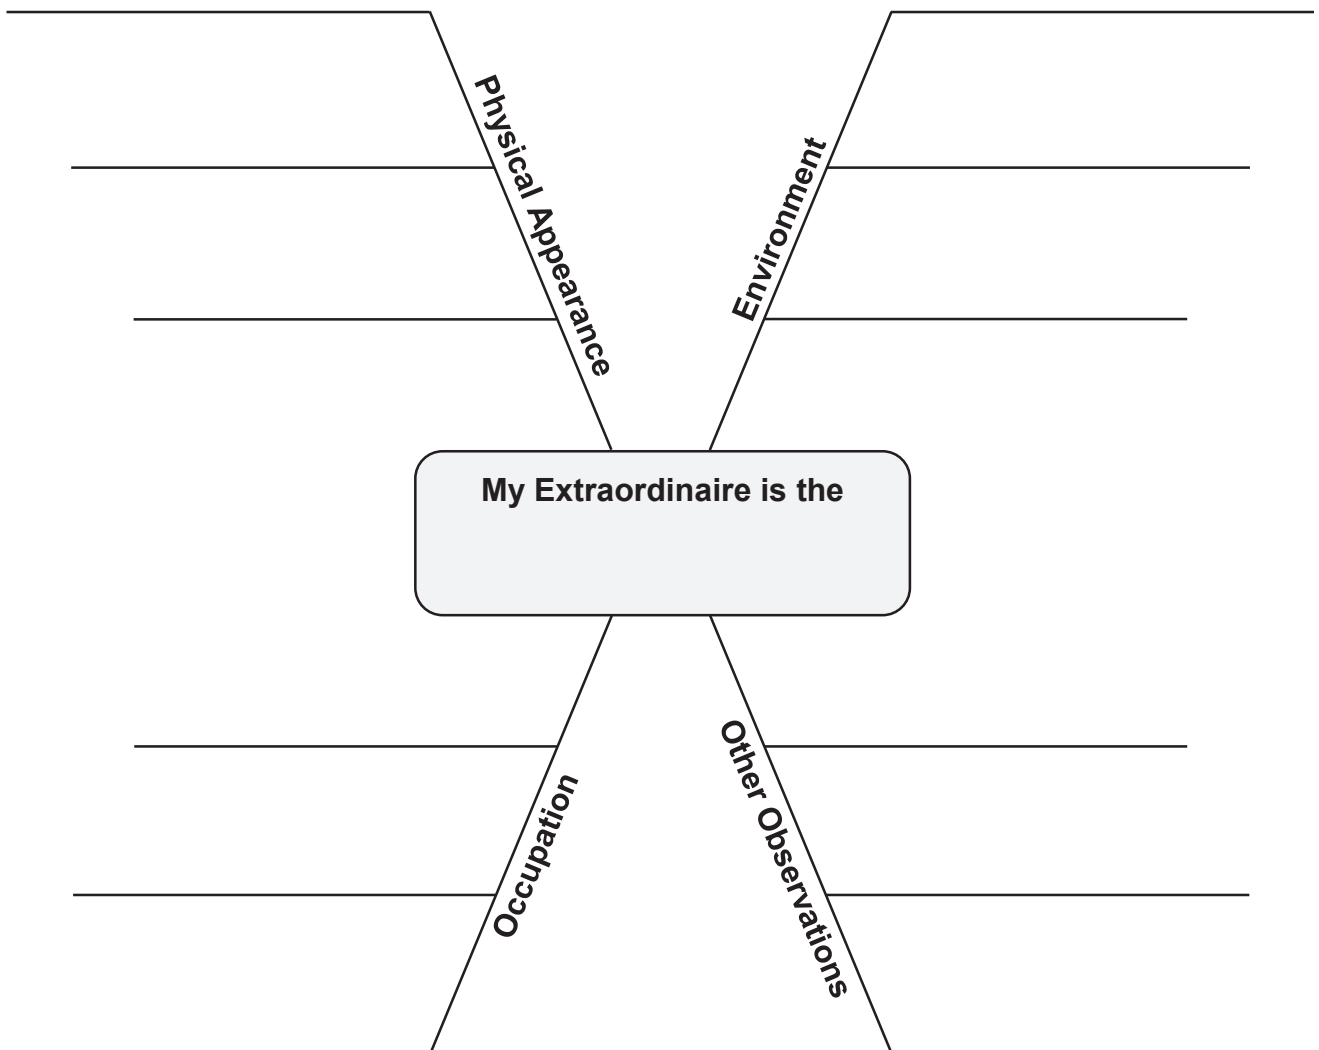 Physical Appearance
Environment
My Extraordinaire is the
Occupation
Other Observations